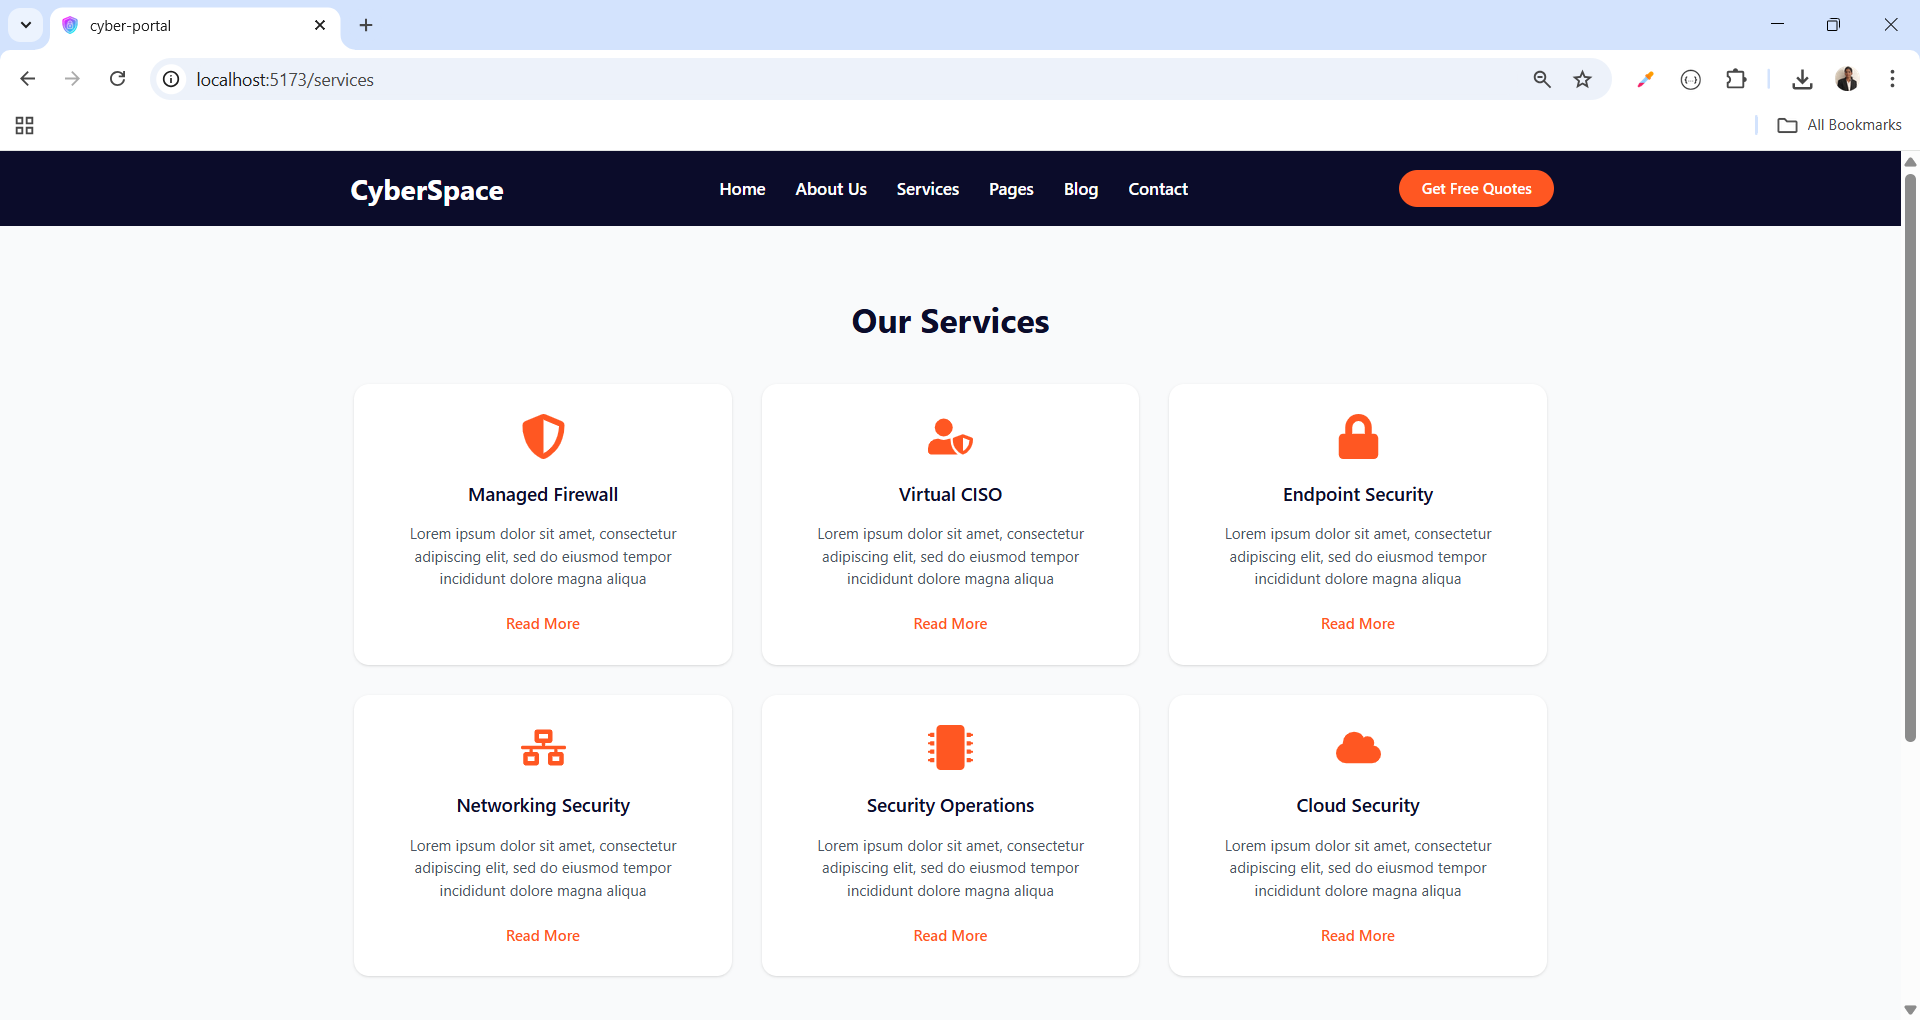 cyber-portal
localhost:5173/services
All Bookmarks
CyberSpace
Home About Us Services Pages Blog Contact
Get Free Quotes
Our Services
Managed Firewall
Lorem ipsum dolor sit amet, consectetur
adipiscing elit, sed do eiusmod tempor
incididunt dolore magna aliqua
Read More
Virtual CISO
Lorem ipsum dolor sit amet, consectetur
adipiscing elit, sed do eiusmod tempor
incididunt dolore magna aliqua
Read More
Endpoint Security
Lorem ipsum dolor sit amet, consectetur
adipiscing elit, sed do eiusmod tempor
incididunt dolore magna aliqua
Read More
Networking Security
Lorem ipsum dolor sit amet, consectetur
adipiscing elit, sed do eiusmod tempor
incididunt dolore magna aliqua
Read More
Security Operations
Lorem ipsum dolor sit amet, consectetur
adipiscing elit, sed do eiusmod tempor
incididunt dolore magna aliqua
Read More
Cloud Security
Lorem ipsum dolor sit amet, consectetur
adipiscing elit, sed do eiusmod tempor
incididunt dolore magna aliqua
Read More